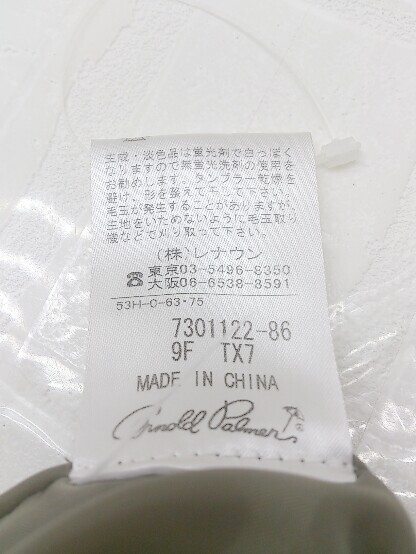 生成・淡色品は蛍光剤で白っぽく
なりますので無蛍光洗剤の使用を
お勧めします。タンブラー乾燥を
避け、形を整えて干して下さい。
毛玉が発生することがありますが、
生地をいためないように毛玉取り
機などで刈り取って下さい。
(株)レナウン
☎東京03-5496-8350
大阪06-6538-8591
53H-C-63・75
7301122-86
9F TX7
MADE IN CHINA
Arnold Palmer